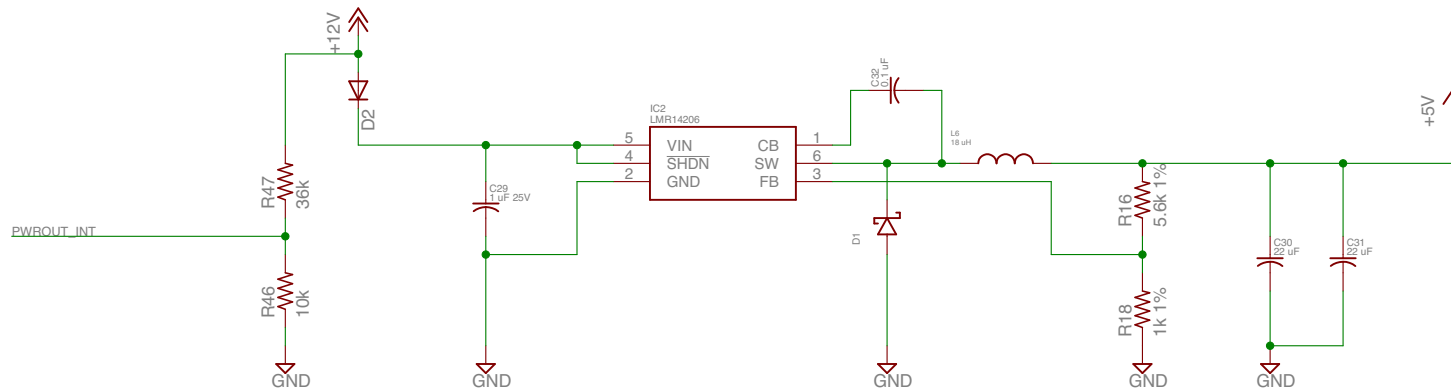 +12V
D2
R47
36k
PWROUT_INT
R46
10k
GND
C29
1 uF 25V
GND
IC2
LMR14206
5 VIN CB 1
4 SHDN SW 6
2 GND FB 3
C32
0.1 uF
L6
18 uH
D1
GND
R16
5.6k 1%
R18
1k 1%
GND
C30
22 uF
C31
22 uF
GND
+5V